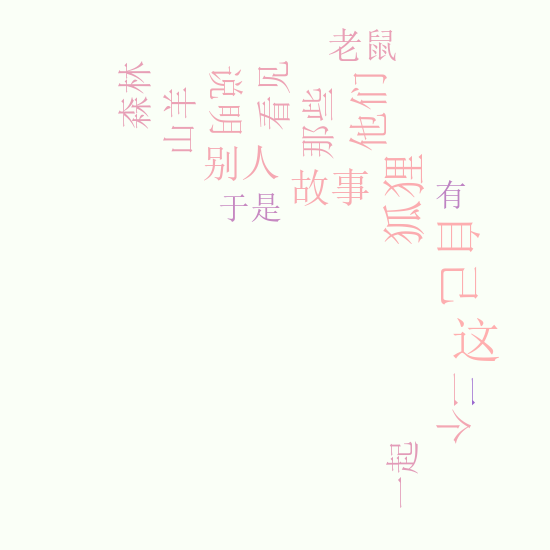 老鼠
森林
说明
看见
山羊
那些
他们
别人
故事
狐狸
于是
有
自己
这
一个
一
一起